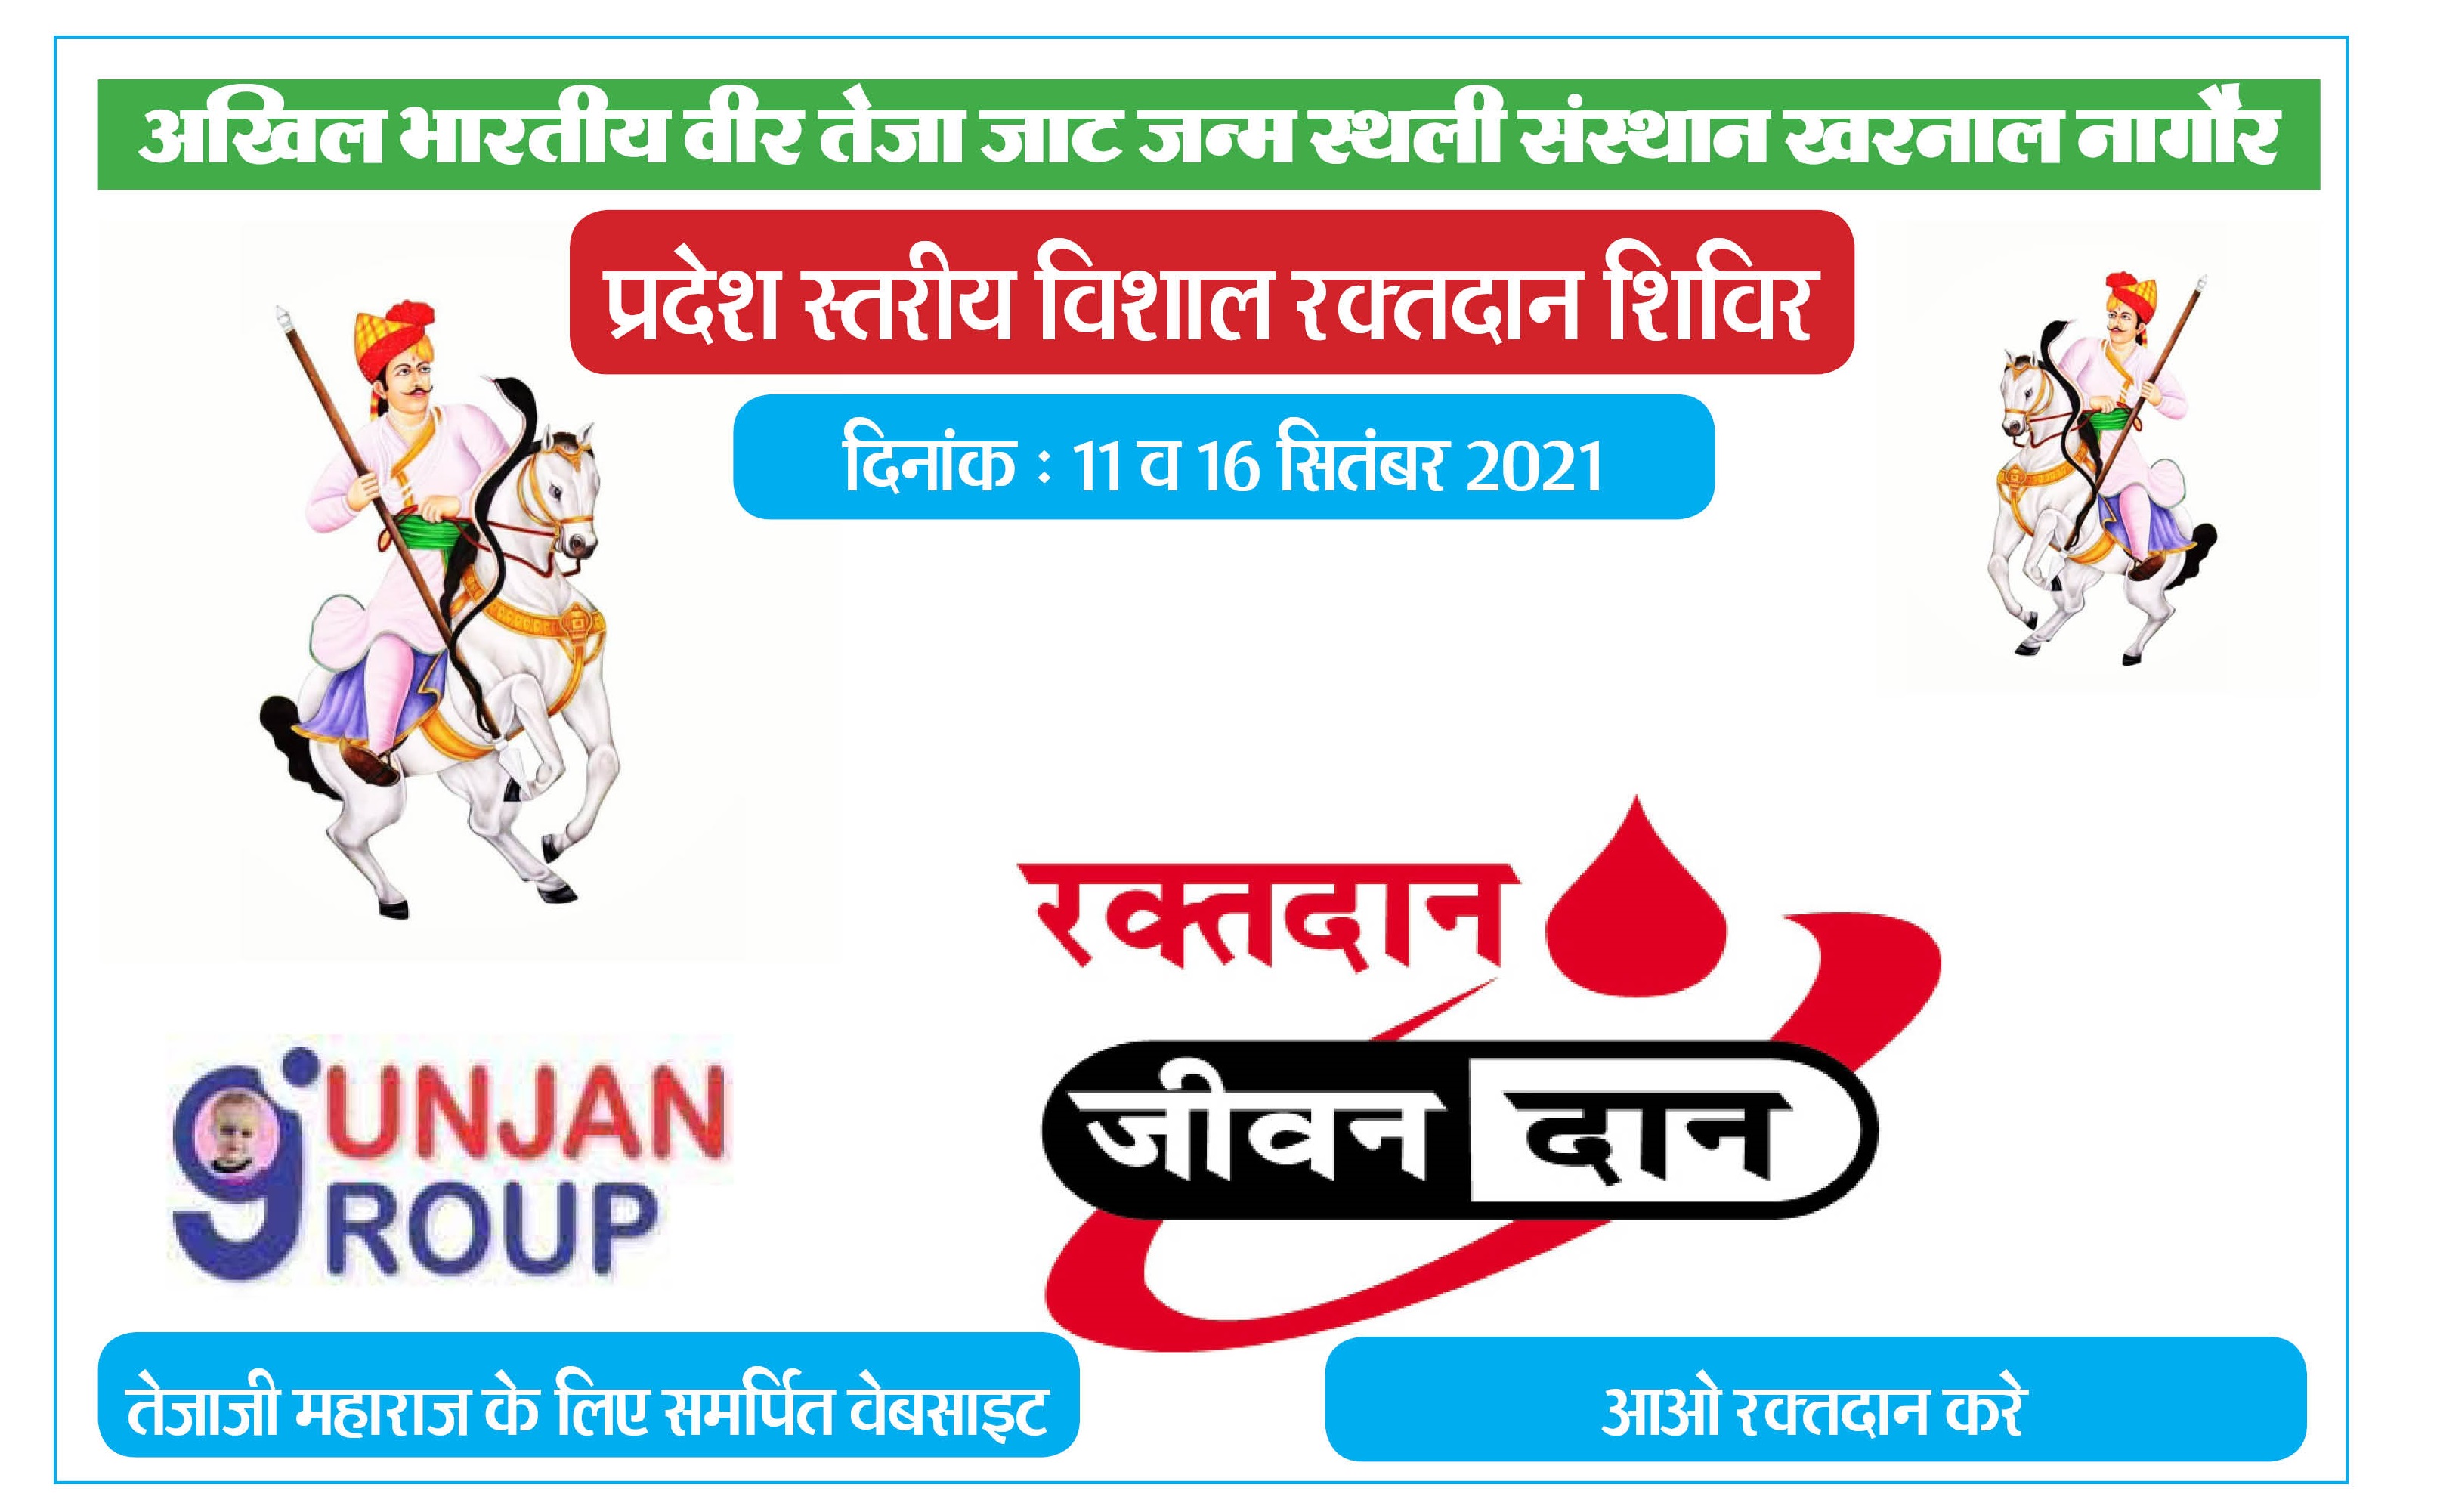 अखिल भारतीय वीर तेजा जाट जन्म स्थली संस्थान खरनाल नागौर
प्रदेश स्तरीय विशाल रक्तदान शिविर
दिनांक : 11 व 16 सितंबर 2021
रक्तदान
जीवन दान
gUNJAN
ROUP
तेजाजी महाराज के लिए समर्पित वेबसाइट
आओ रक्तदान करे